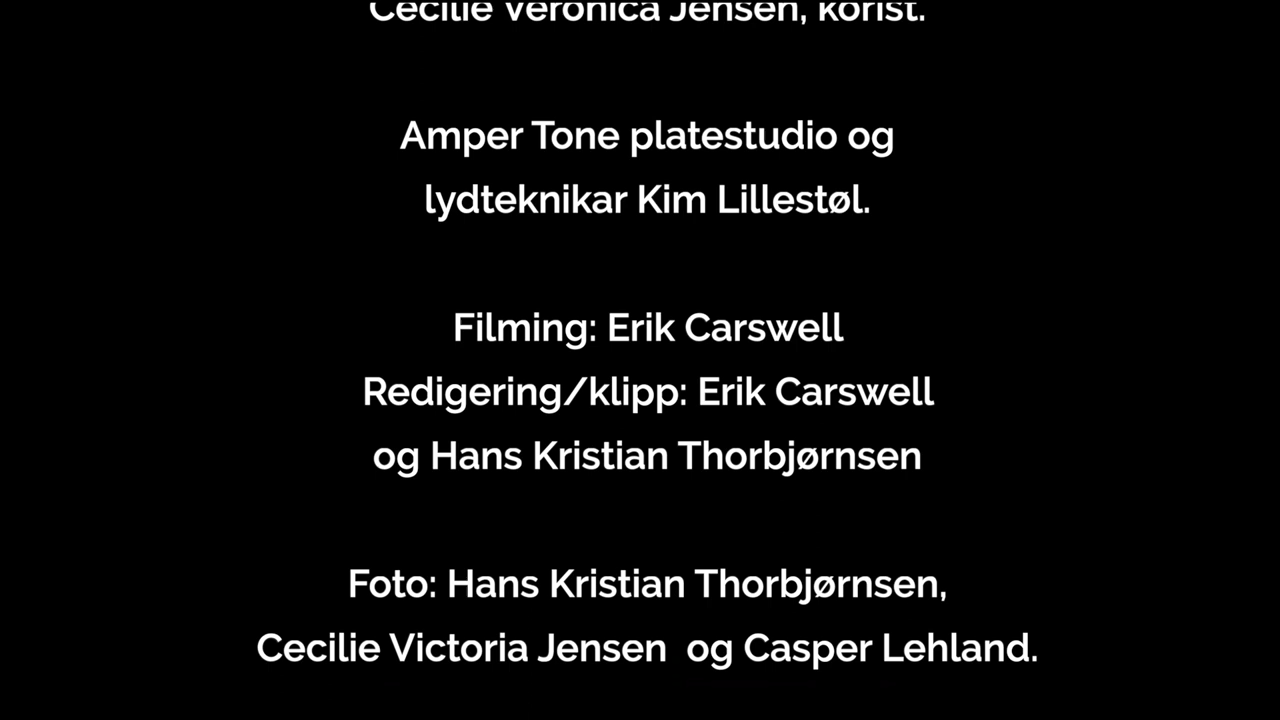 Cecilie Veronica Jensen, korist.
Amper Tone platestudio og
lydteknikar Kim Lillestøl.
Filming: Erik Carswell
Redigering/klipp: Erik Carswell
og Hans Kristian Thorbjørnsen
Foto: Hans Kristian Thorbjørnsen,
Cecilie Victoria Jensen og Casper Lehland.